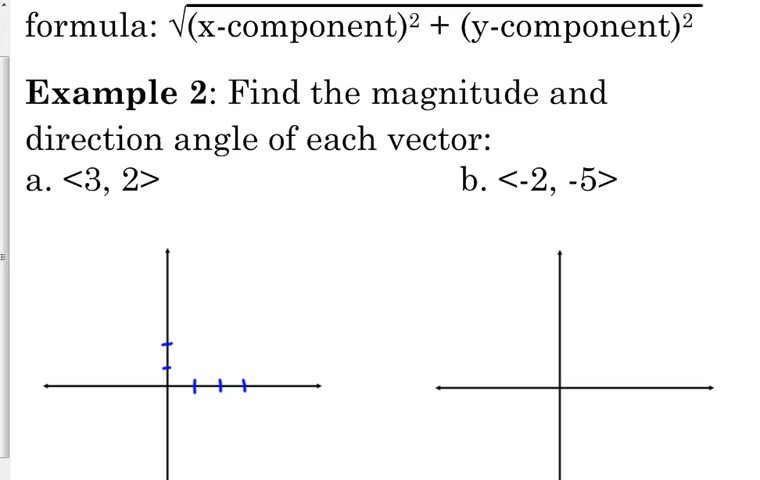 formula: √(x-component)² + (y-component)²
Example 2: Find the magnitude and
direction angle of each vector:
a. <3, 2> b. <-2, -5>